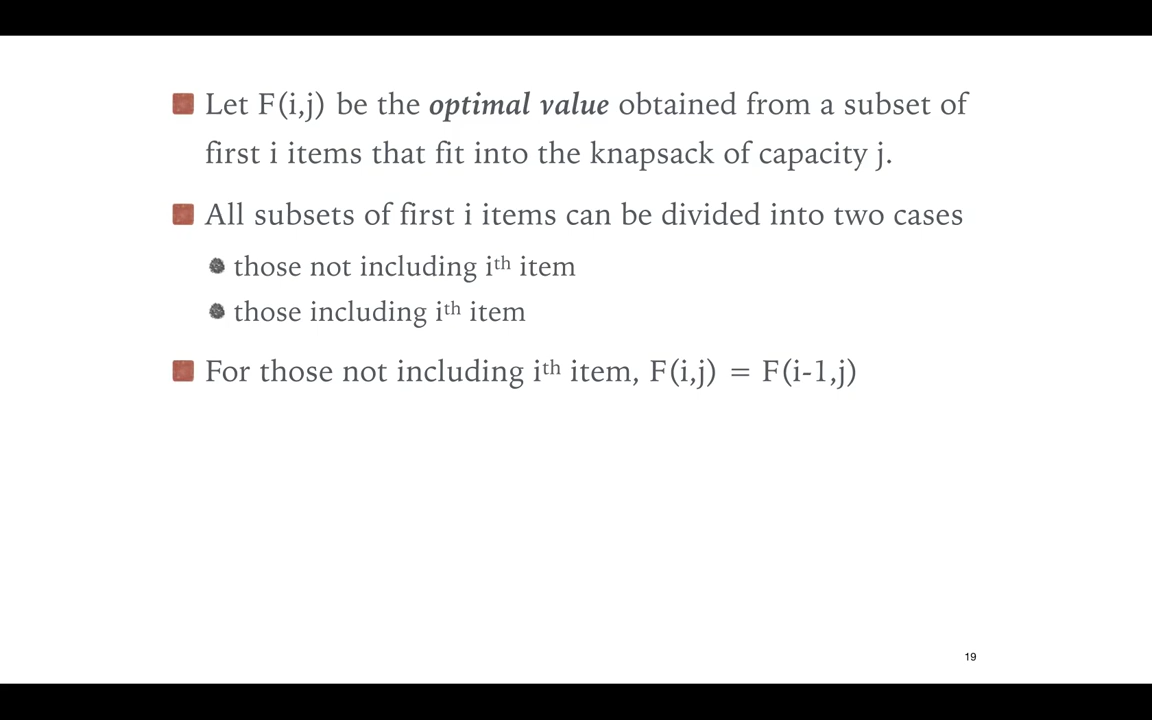 Let F(i,j) be the optimal value obtained from a subset of
first i items that fit into the knapsack of capacity j.
All subsets of first i items can be divided into two cases
those not including ith item
those including ith item
For those not including ith item, F(i,j) = F(i-1,j)
19